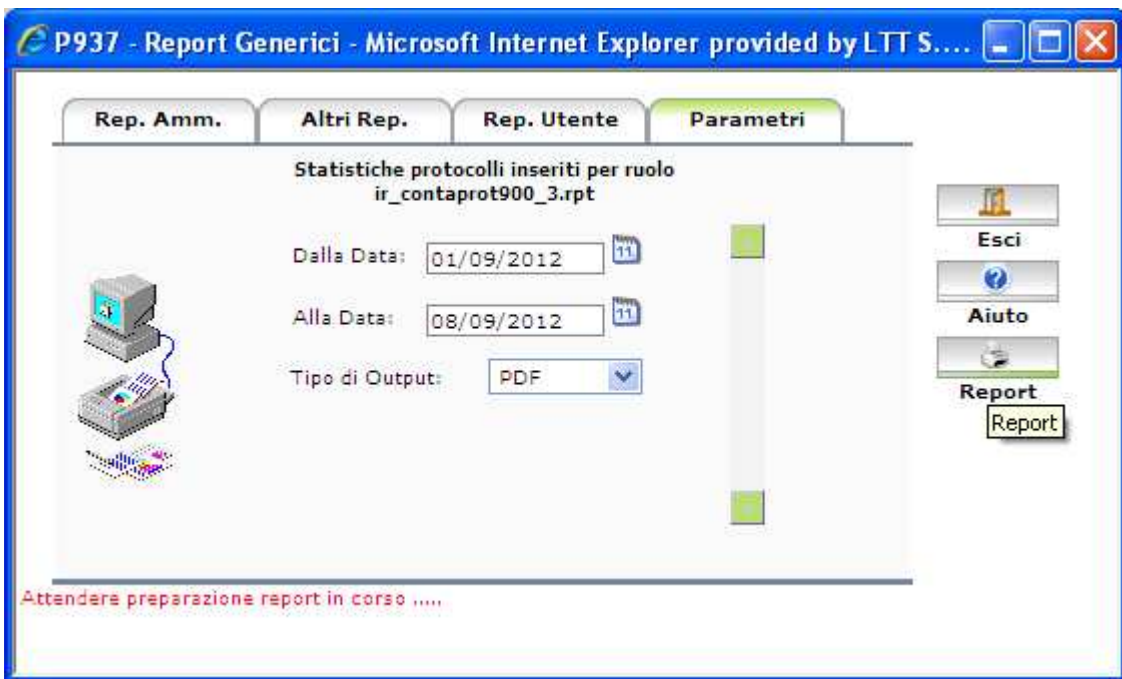 P937 - Report Generici - Microsoft Internet Explorer provided by LTT S....
Rep. Amm.
Altri Rep.
Rep. Utente
Parametri
Statistiche protocolli inseriti per ruolo
ir_contaprot900_3.rpt
Dalla Data: 01/09/2012
11
Alla Data: 08/09/2012
11
Tipo di Output: PDF
Esci
Aiuto
Report
Report
Attendere preparazione report in corso .....